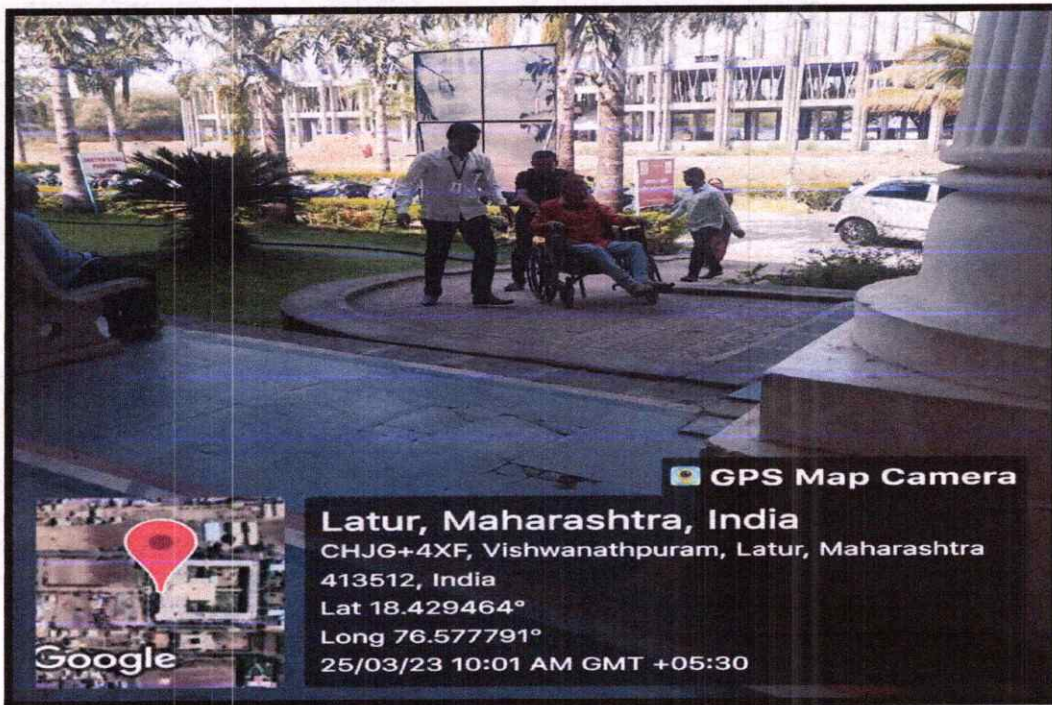 GPS Map Camera
Latur, Maharashtra, India
CHJG+4XF, Vishwanathpuram, Latur, Maharashtra
413512, India
Lat 18.429464°
Long 76.577791°
25/03/23 10:01 AM GMT +05:30
Google